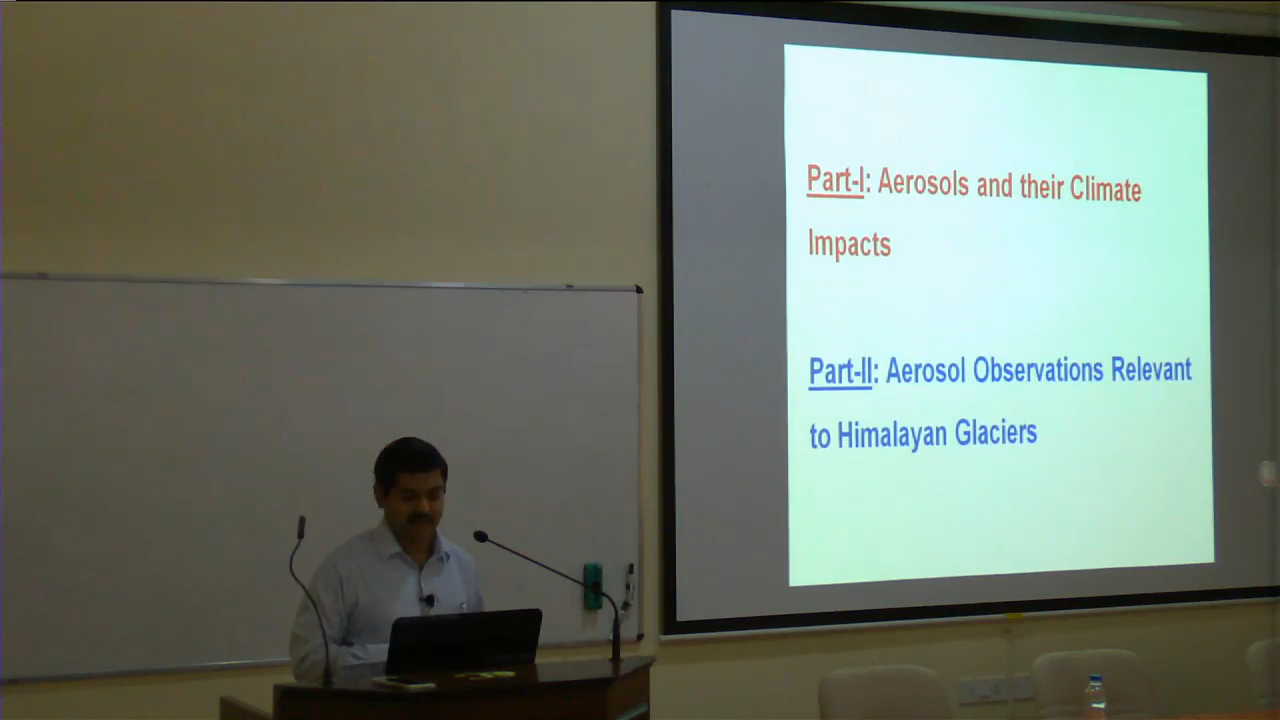 Part-I: Aerosols and their Climate
Impacts
Part-II: Aerosol Observations Relevant
to Himalayan Glaciers